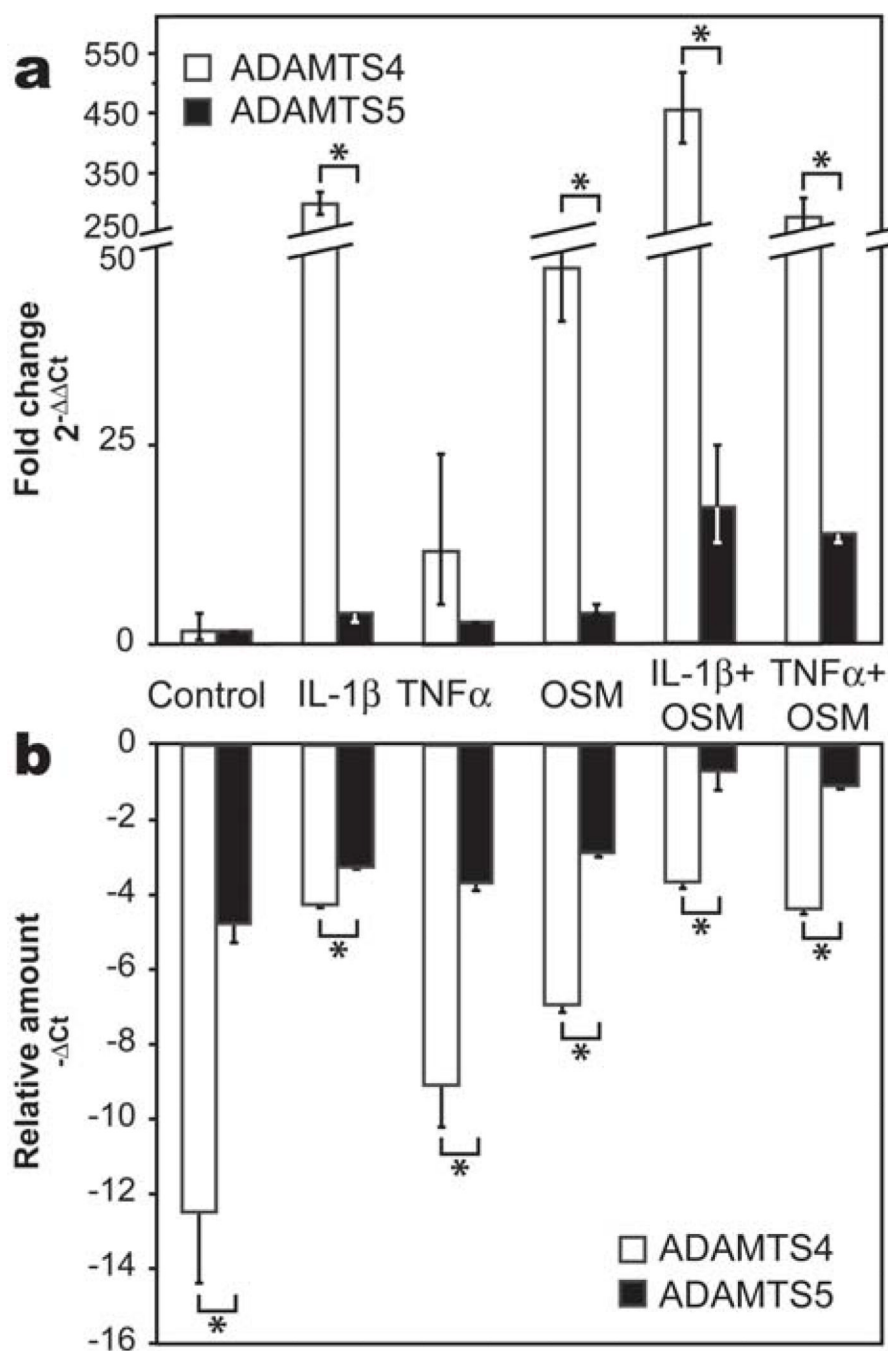 a
ADAMTS4
ADAMTS5
550
450
350
250
50
25
0
Fold change
2-ΔΔCt
*
*
*
*
Control
IL-1β
TNFα
OSM
IL-1β+
OSM
TNFα+
OSM
b
0
-2
-4
-6
-8
-10
-12
-14
-16
Relative amount
-ΔCt
*
*
*
*
*
*
ADAMTS4
ADAMTS5